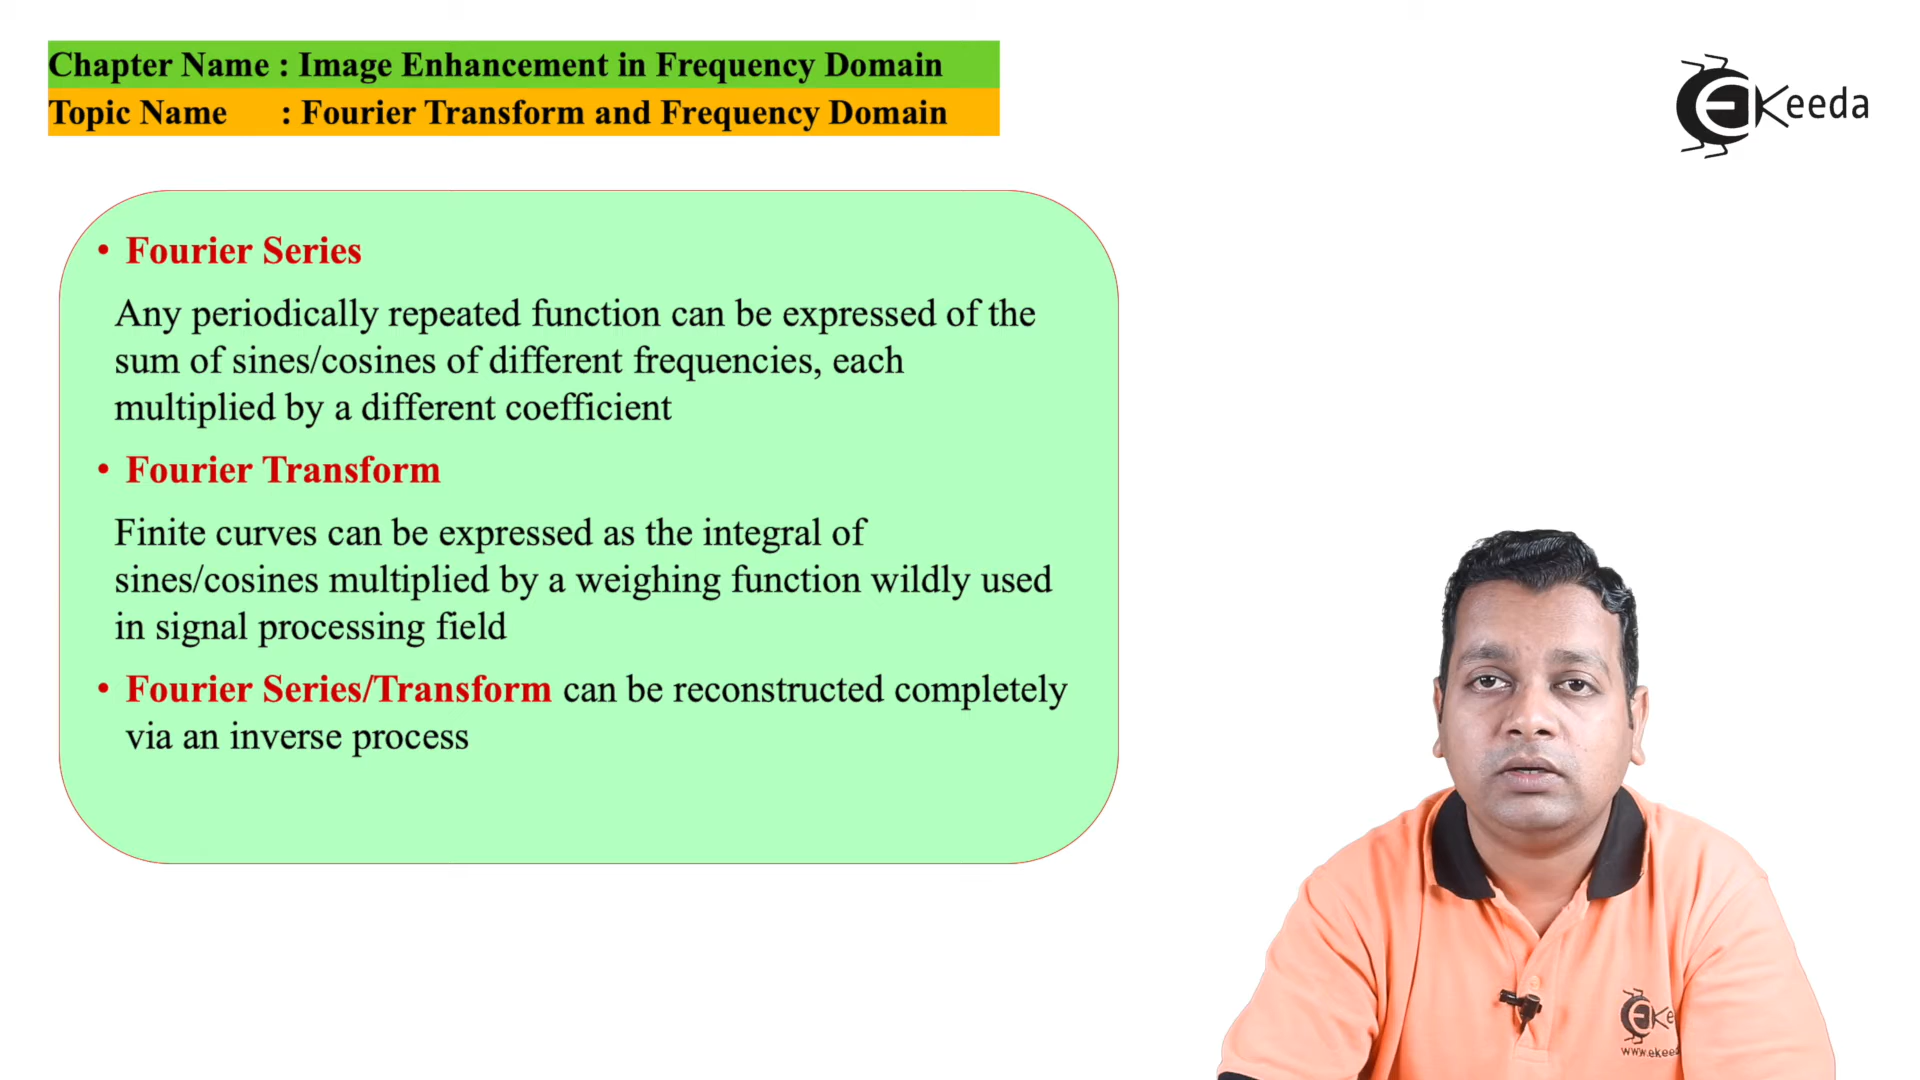 Chapter Name : Image Enhancement in Frequency Domain
Topic Name : Fourier Transform and Frequency Domain
eKeeda
• Fourier Series
Any periodically repeated function can be expressed of the
sum of sines/cosines of different frequencies, each
multiplied by a different coefficient
• Fourier Transform
Finite curves can be expressed as the integral of
sines/cosines multiplied by a weighing function wildly used
in signal processing field
• Fourier Series/Transform can be reconstructed completely
via an inverse process